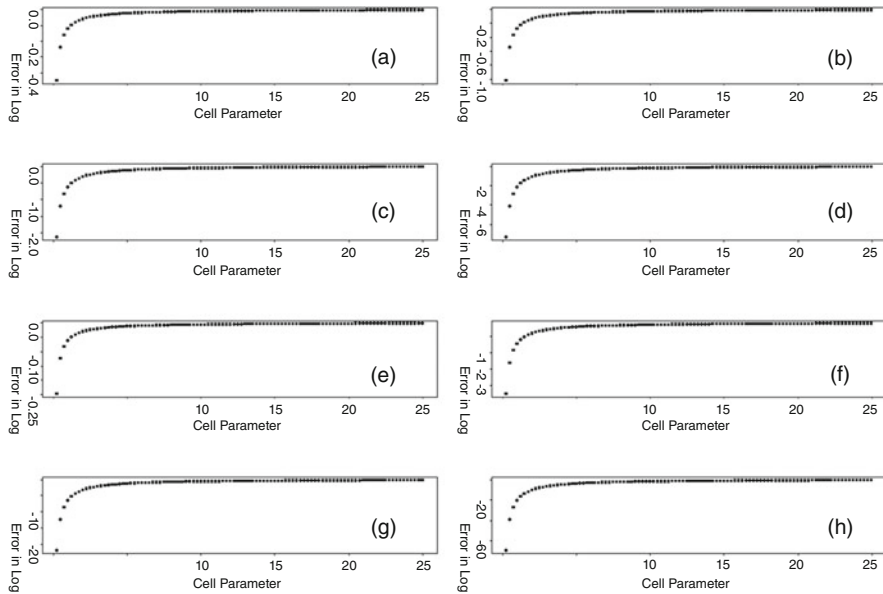 Error in Log
0.0
-0.2
-0.4
(a)
10 15 20 25
Cell Parameter
Error in Log
-0.2
-0.6
-1.0
(b)
10 15 20 25
Cell Parameter
Error in Log
0.0
-1.0
-2.0
(c)
10 15 20 25
Cell Parameter
Error in Log
-2
-4
-6
(d)
10 15 20 25
Cell Parameter
Error in Log
0.0
-0.10
-0.25
(e)
10 15 20 25
Cell Parameter
Error in Log
-1
-2
-3
(f)
10 15 20 25
Cell Parameter
Error in Log
-10
-20
(g)
10 15 20 25
Cell Parameter
Error in Log
-20
-60
(h)
10 15 20 25
Cell Parameter